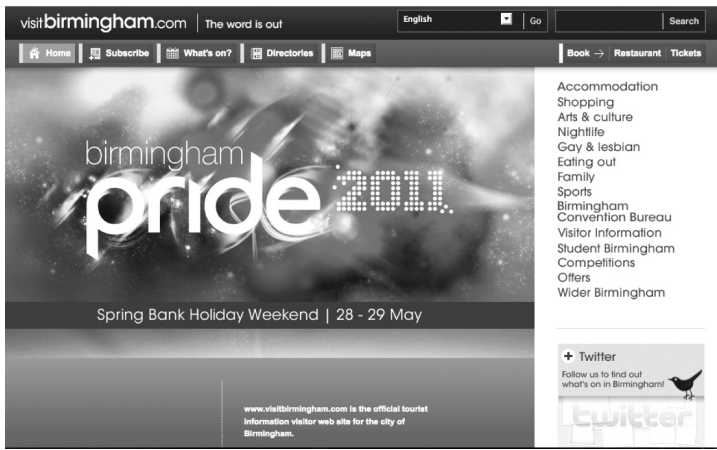 visitbirmingham.com | The word is out
English
Go
Search
Home
Subscribe
What's on?
Directories
Maps
Book → Restaurant Tickets
birmingham
pride 2011
Spring Bank Holiday Weekend | 28 - 29 May
www.visitbirmingham.com is the official tourist
information visitor web site for the city of
Birmingham.
Accommodation
Shopping
Arts & culture
Nightlife
Gay & lesbian
Eating out
Family
Sports
Birmingham
Convention Bureau
Visitor Information
Student Birmingham
Competitions
Offers
Wider Birmingham
Twitter
Follow us to find out
what's on in Birmingham!
twitter